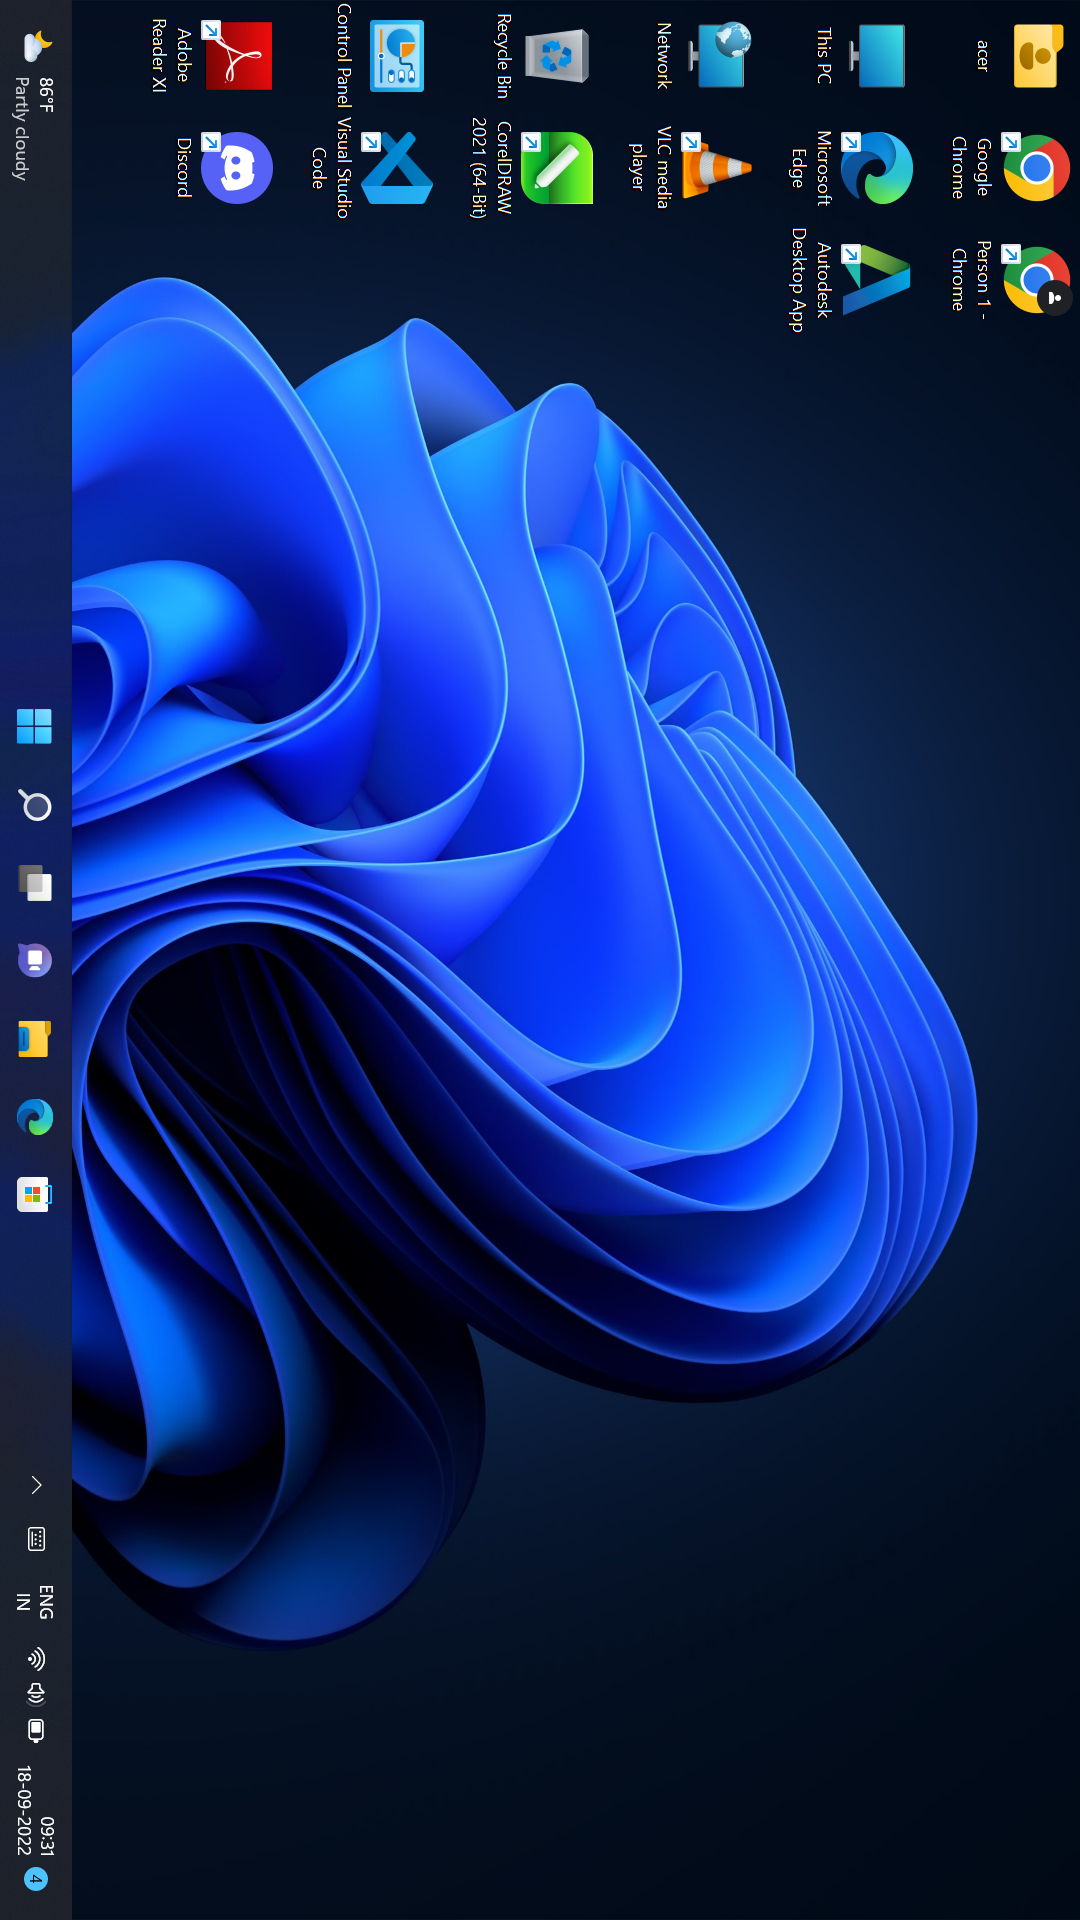 acer
This PC
Network
Recycle Bin
Control Panel
Adobe
Reader XI
Google
Chrome
Microsoft
Edge
VLC media
player
CorelDRAW
2021 (64-Bit)
Visual Studio
Code
Discord
Person 1 -
Chrome
Autodesk
Desktop App
86°F
Partly cloudy
ENG
IN
09:31
18-09-2022
4